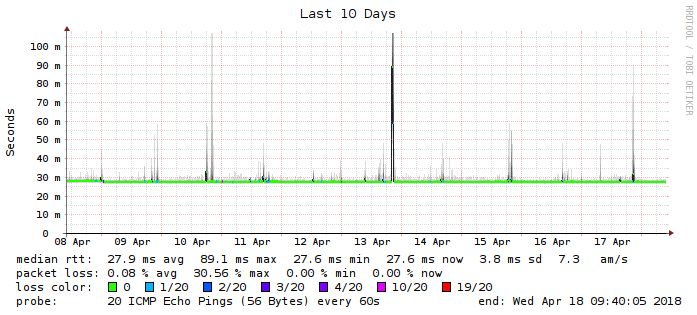 Last 10 Days
RRDTOOL / TOBI OETIKER
Seconds
100 m
90 m
80 m
70 m
60 m
50 m
40 m
30 m
20 m
10 m
0
08 Apr 09 Apr 10 Apr 11 Apr 12 Apr 13 Apr 14 Apr 15 Apr 16 Apr 17 Apr
median rtt: 27.9 ms avg 89.1 ms max 27.6 ms min 27.6 ms now 3.8 ms sd 7.3 am/s
packet loss: 0.08 % avg 30.56 % max 0.00 % min 0.00 % now
loss color: 0 1/20 2/20 3/20 4/20 10/20 19/20
probe: 20 ICMP Echo Pings (56 Bytes) every 60s end: Wed Apr 18 09:40:05 2018